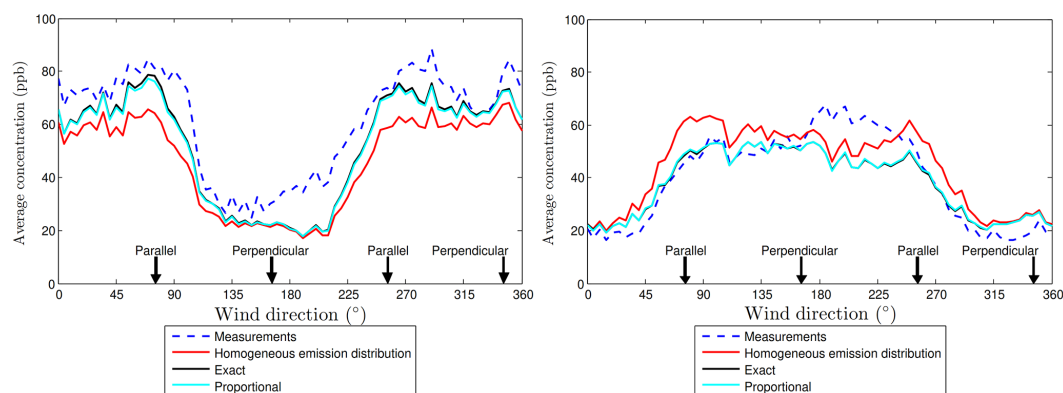 100
80
60
40
20
0
Average concentration (ppb)
Parallel
Perpendicular
Parallel
Perpendicular
0 45 90 135 180 225 270 315 360
Wind direction (°)
Measurements
Homogeneous emission distribution
Exact
Proportional
100
80
60
40
20
0
Average concentration (ppb)
Parallel
Perpendicular
Parallel
Perpendicular
0 45 90 135 180 225 270 315 360
Wind direction (°)
Measurements
Homogeneous emission distribution
Exact
Proportional